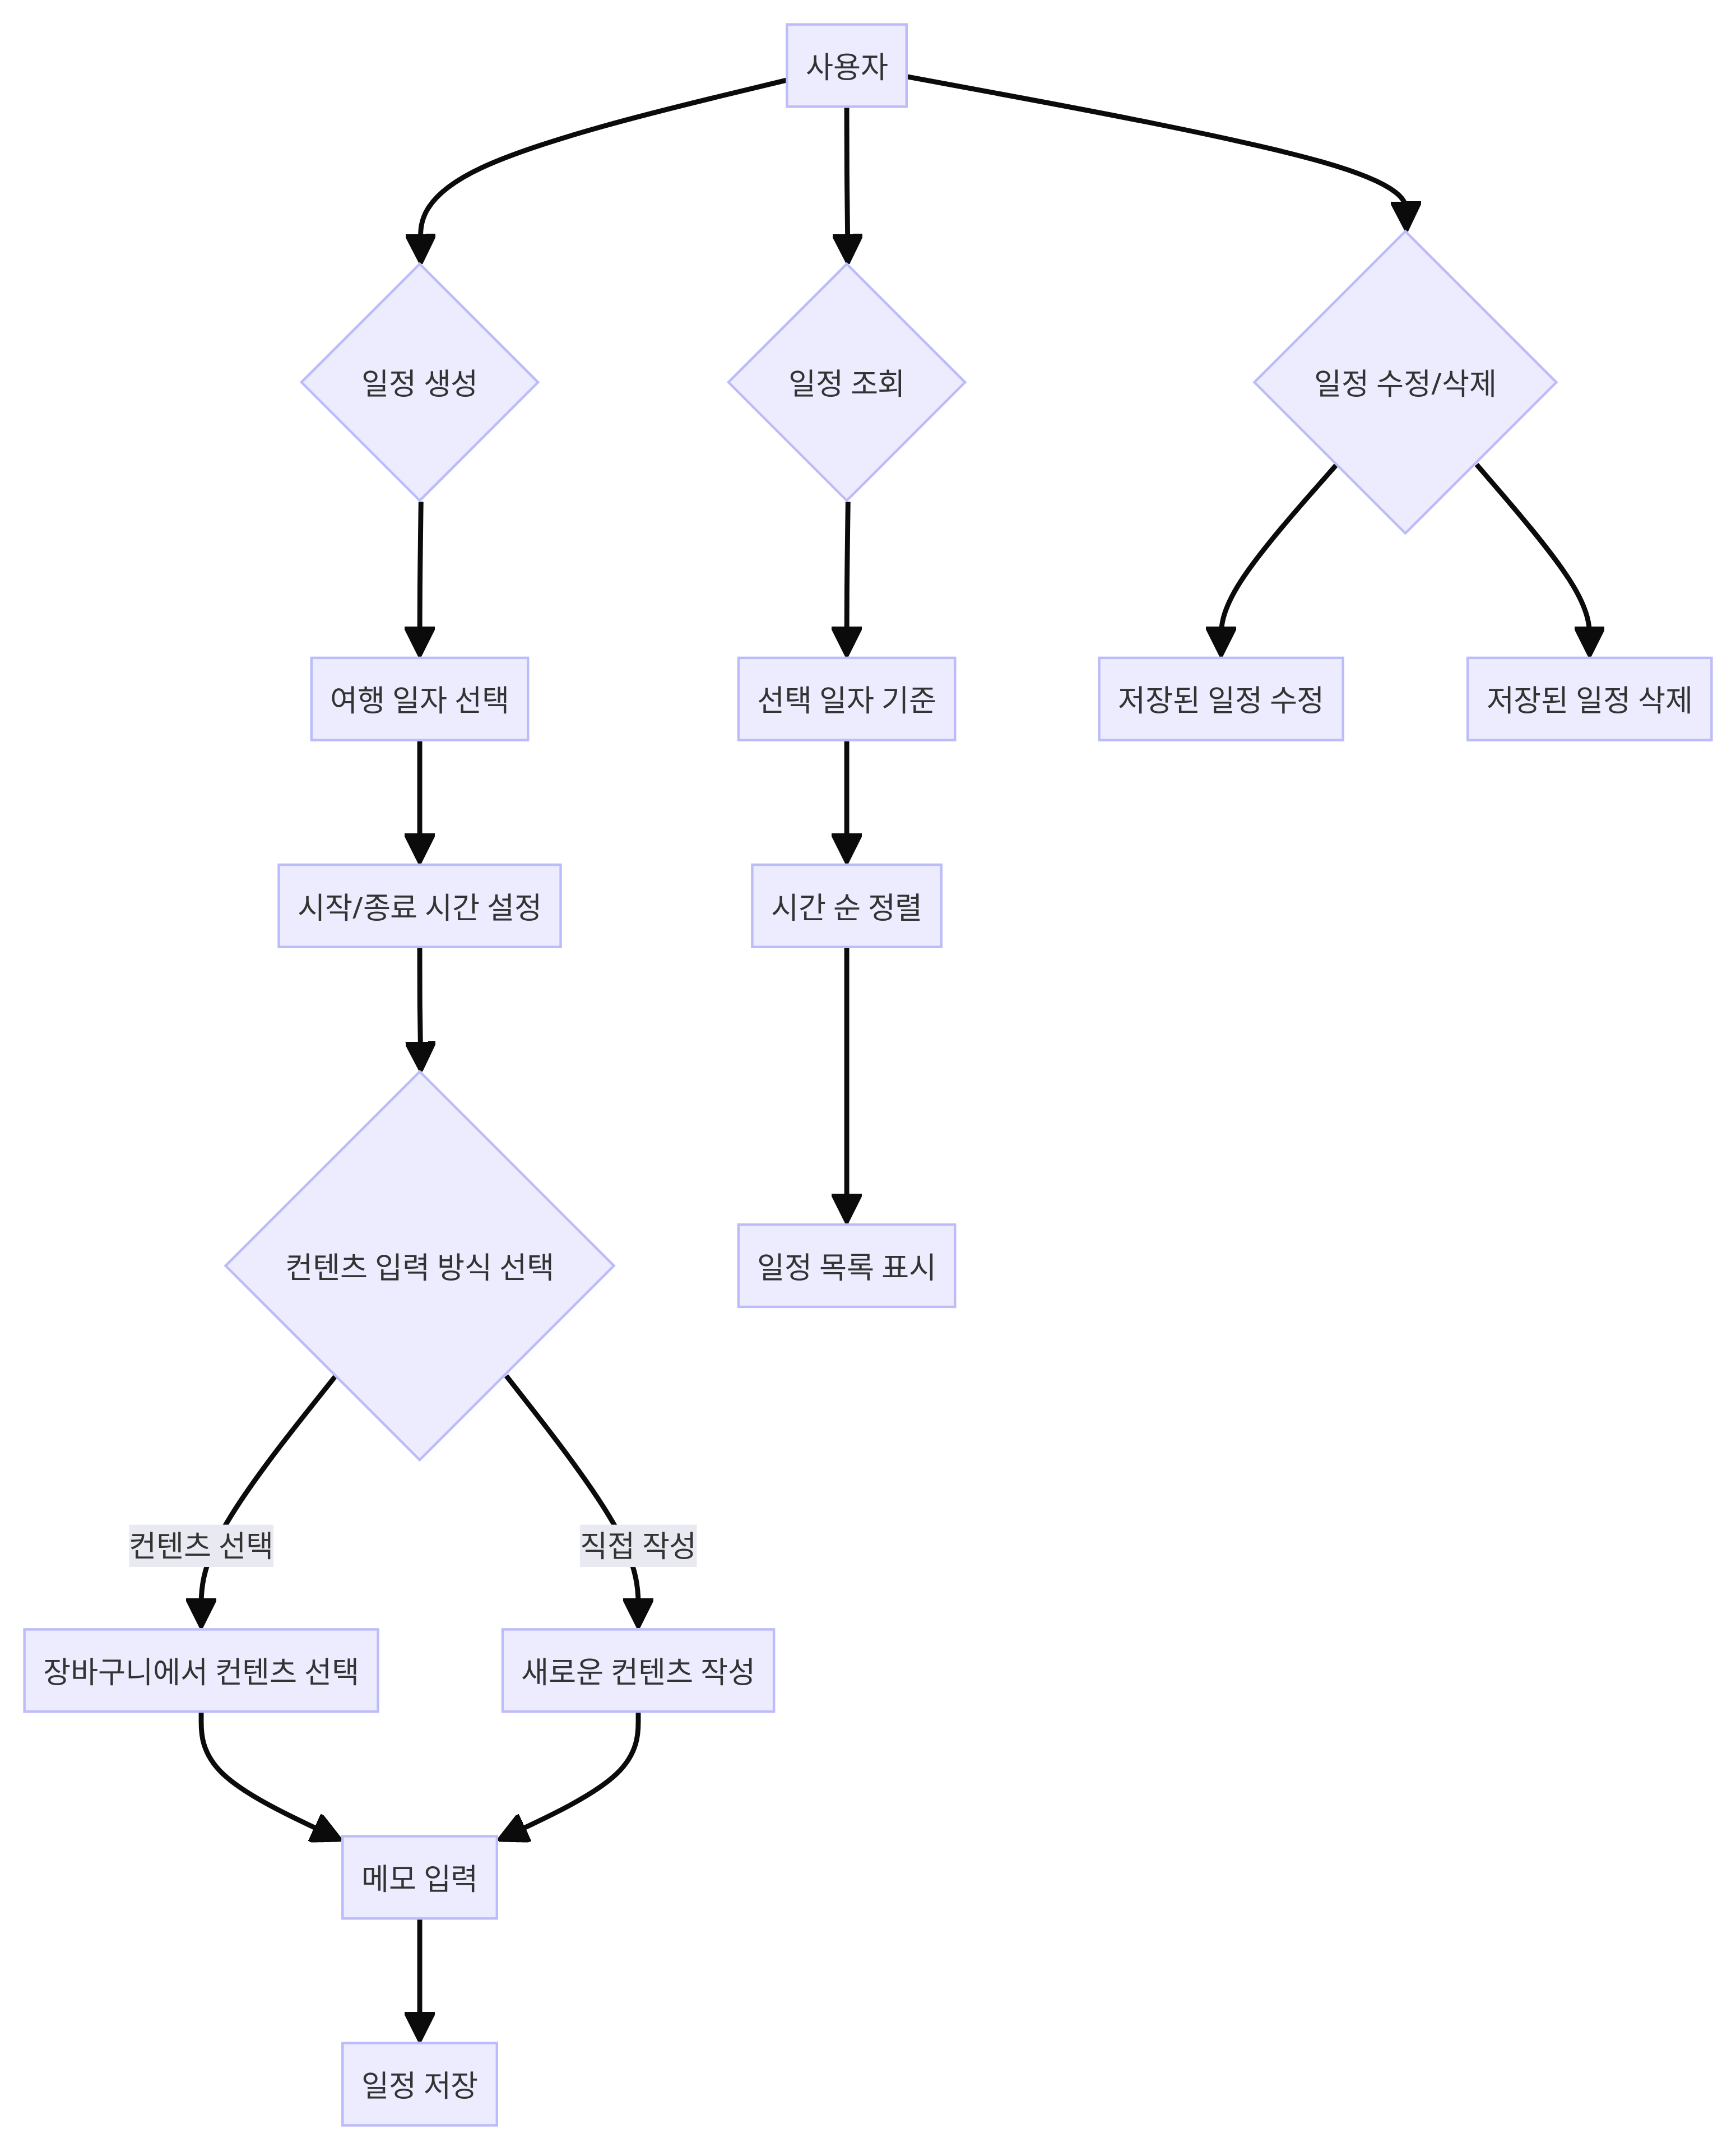 사용자
일정 생성
일정 조회
일정 수정/삭제
여행 일자 선택
선택 일자 기준
저장된 일정 수정
저장된 일정 삭제
시작/종료 시간 설정
시간 순 정렬
컨텐츠 입력 방식 선택
일정 목록 표시
컨텐츠 선택
직접 작성
장바구니에서 컨텐츠 선택
새로운 컨텐츠 작성
메모 입력
일정 저장